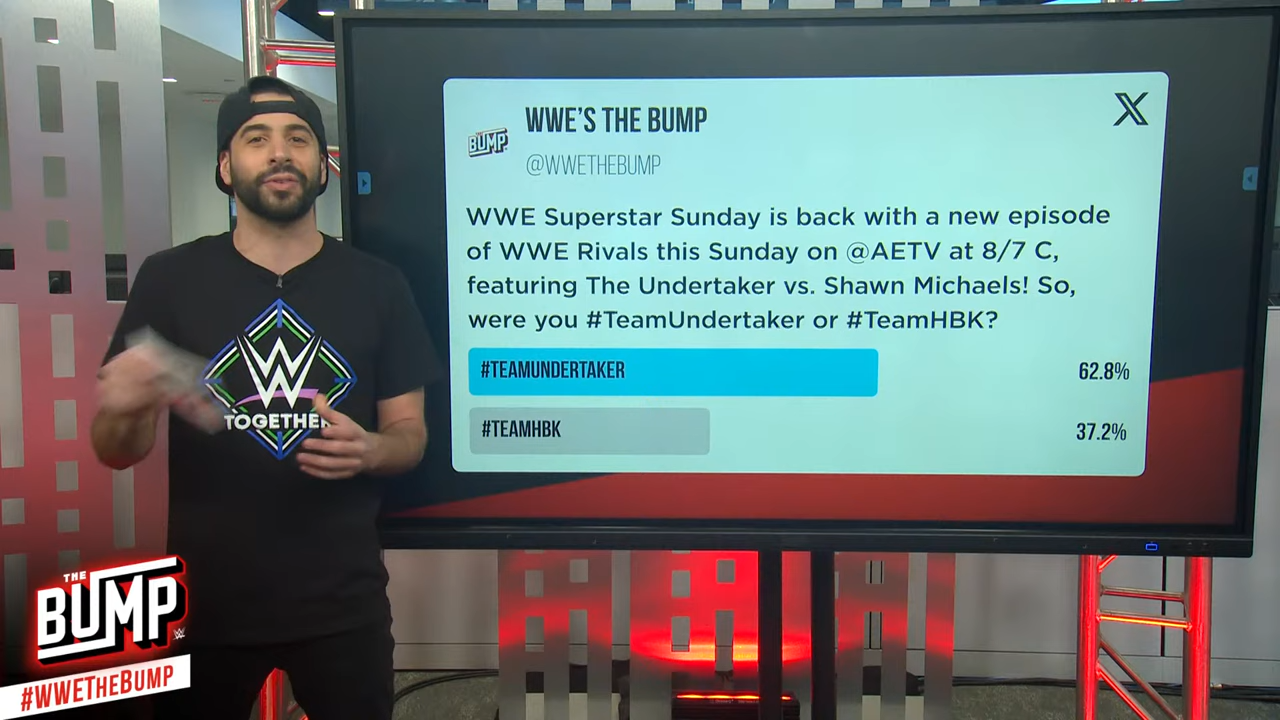 WWE'S THE BUMP
THE BUMP
@WWETHEBUMP
X
WWE Superstar Sunday is back with a new episode
of WWE Rivals this Sunday on @AETV at 8/7 C,
featuring The Undertaker vs. Shawn Michaels! So,
were you #TeamUndertaker or #TeamHBK?
#TEAMUNDERTAKER 62.8%
#TEAMHBK 37.2%
W
TOGETHER
THE
BUMP
W
#WWETHEBUMP